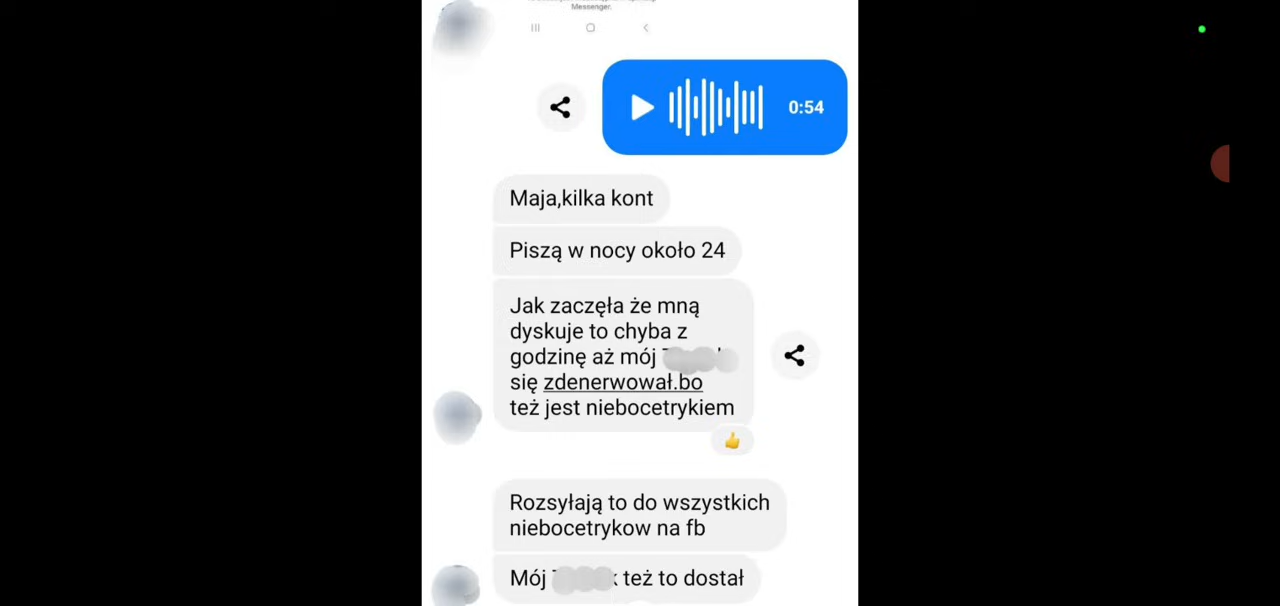 Messenger.
0:54
Maja,kilka kont
Piszą w nocy około 24
Jak zaczęła że mną
dyskuje to chyba z
godzinę aż mój
się zdenerwował.bo
też jest niebocetrykiem
Rozsyłają to do wszystkich
niebocetrykow na fb
Mój też to dostał